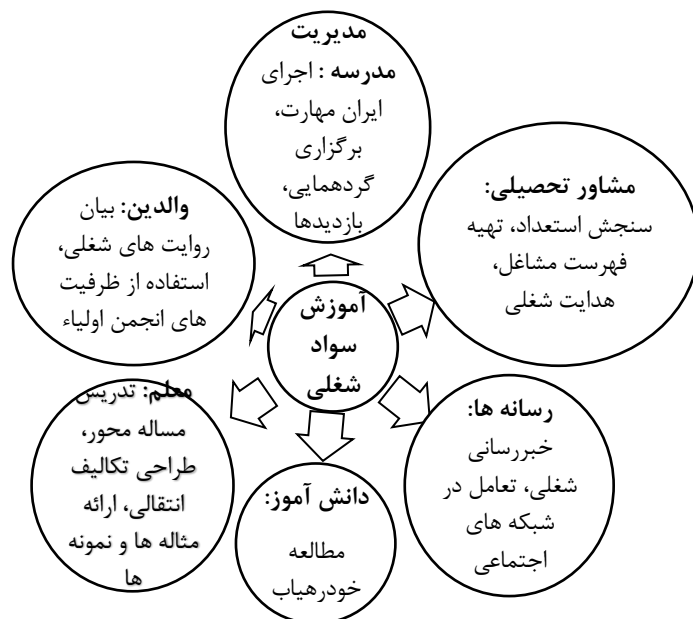 مدیریت
مدرسه : اجرای
ایران مهارت،
برگزاری
گردهمایی،
بازدیدها
مشاور تحصیلی:
سنجش استعداد، تهیه
فهرست مشاغل،
هدایت شغلی
والدین: بیان
روایت های شغلی،
استفاده از ظرفیت
های انجمن اولیاء
آموزش
سواد
شغلی
رسانه ها:
خبررسانی
شغلی، تعامل در
شبکه های
اجتماعی
معلم: تدریس
مساله محور،
طراحی تکالیف
انتقالی، ارائه
مثاله ها و نمونه
ها
دانش آموز:
مطالعه
خودرهیاب